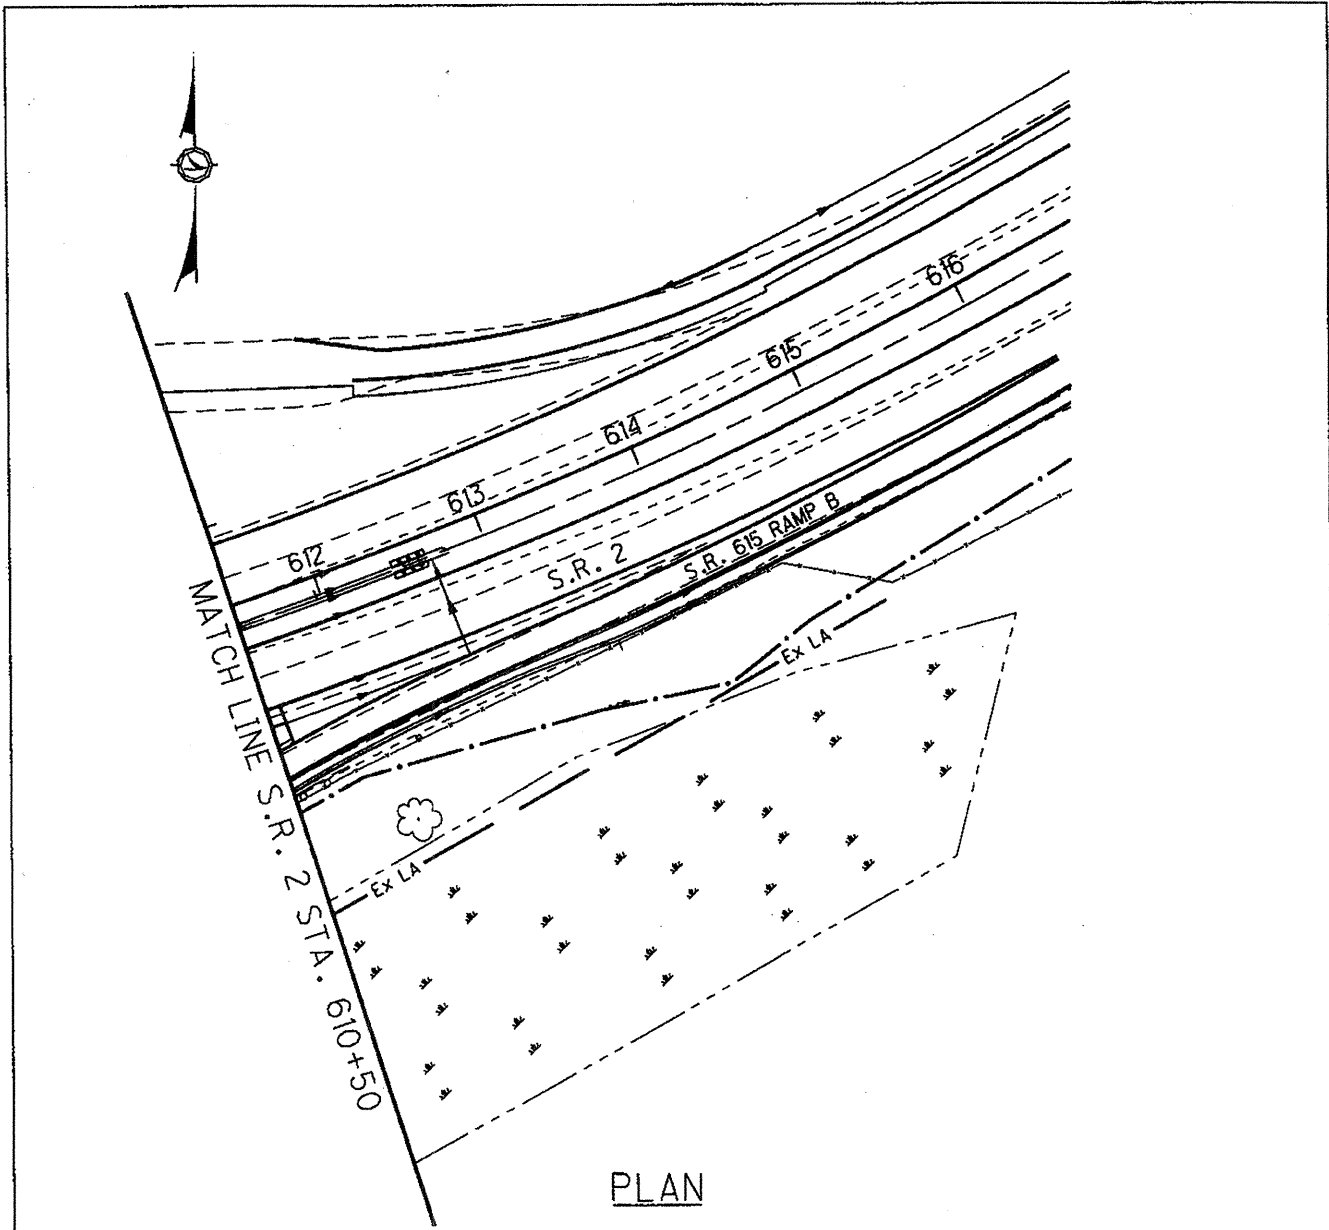 616
615
614
613
612
S.R. 2
S.R. 615 RAMP B
Ex LA
Ex LA
MATCH LINE S.R. 2 STA. 610+50
PLAN